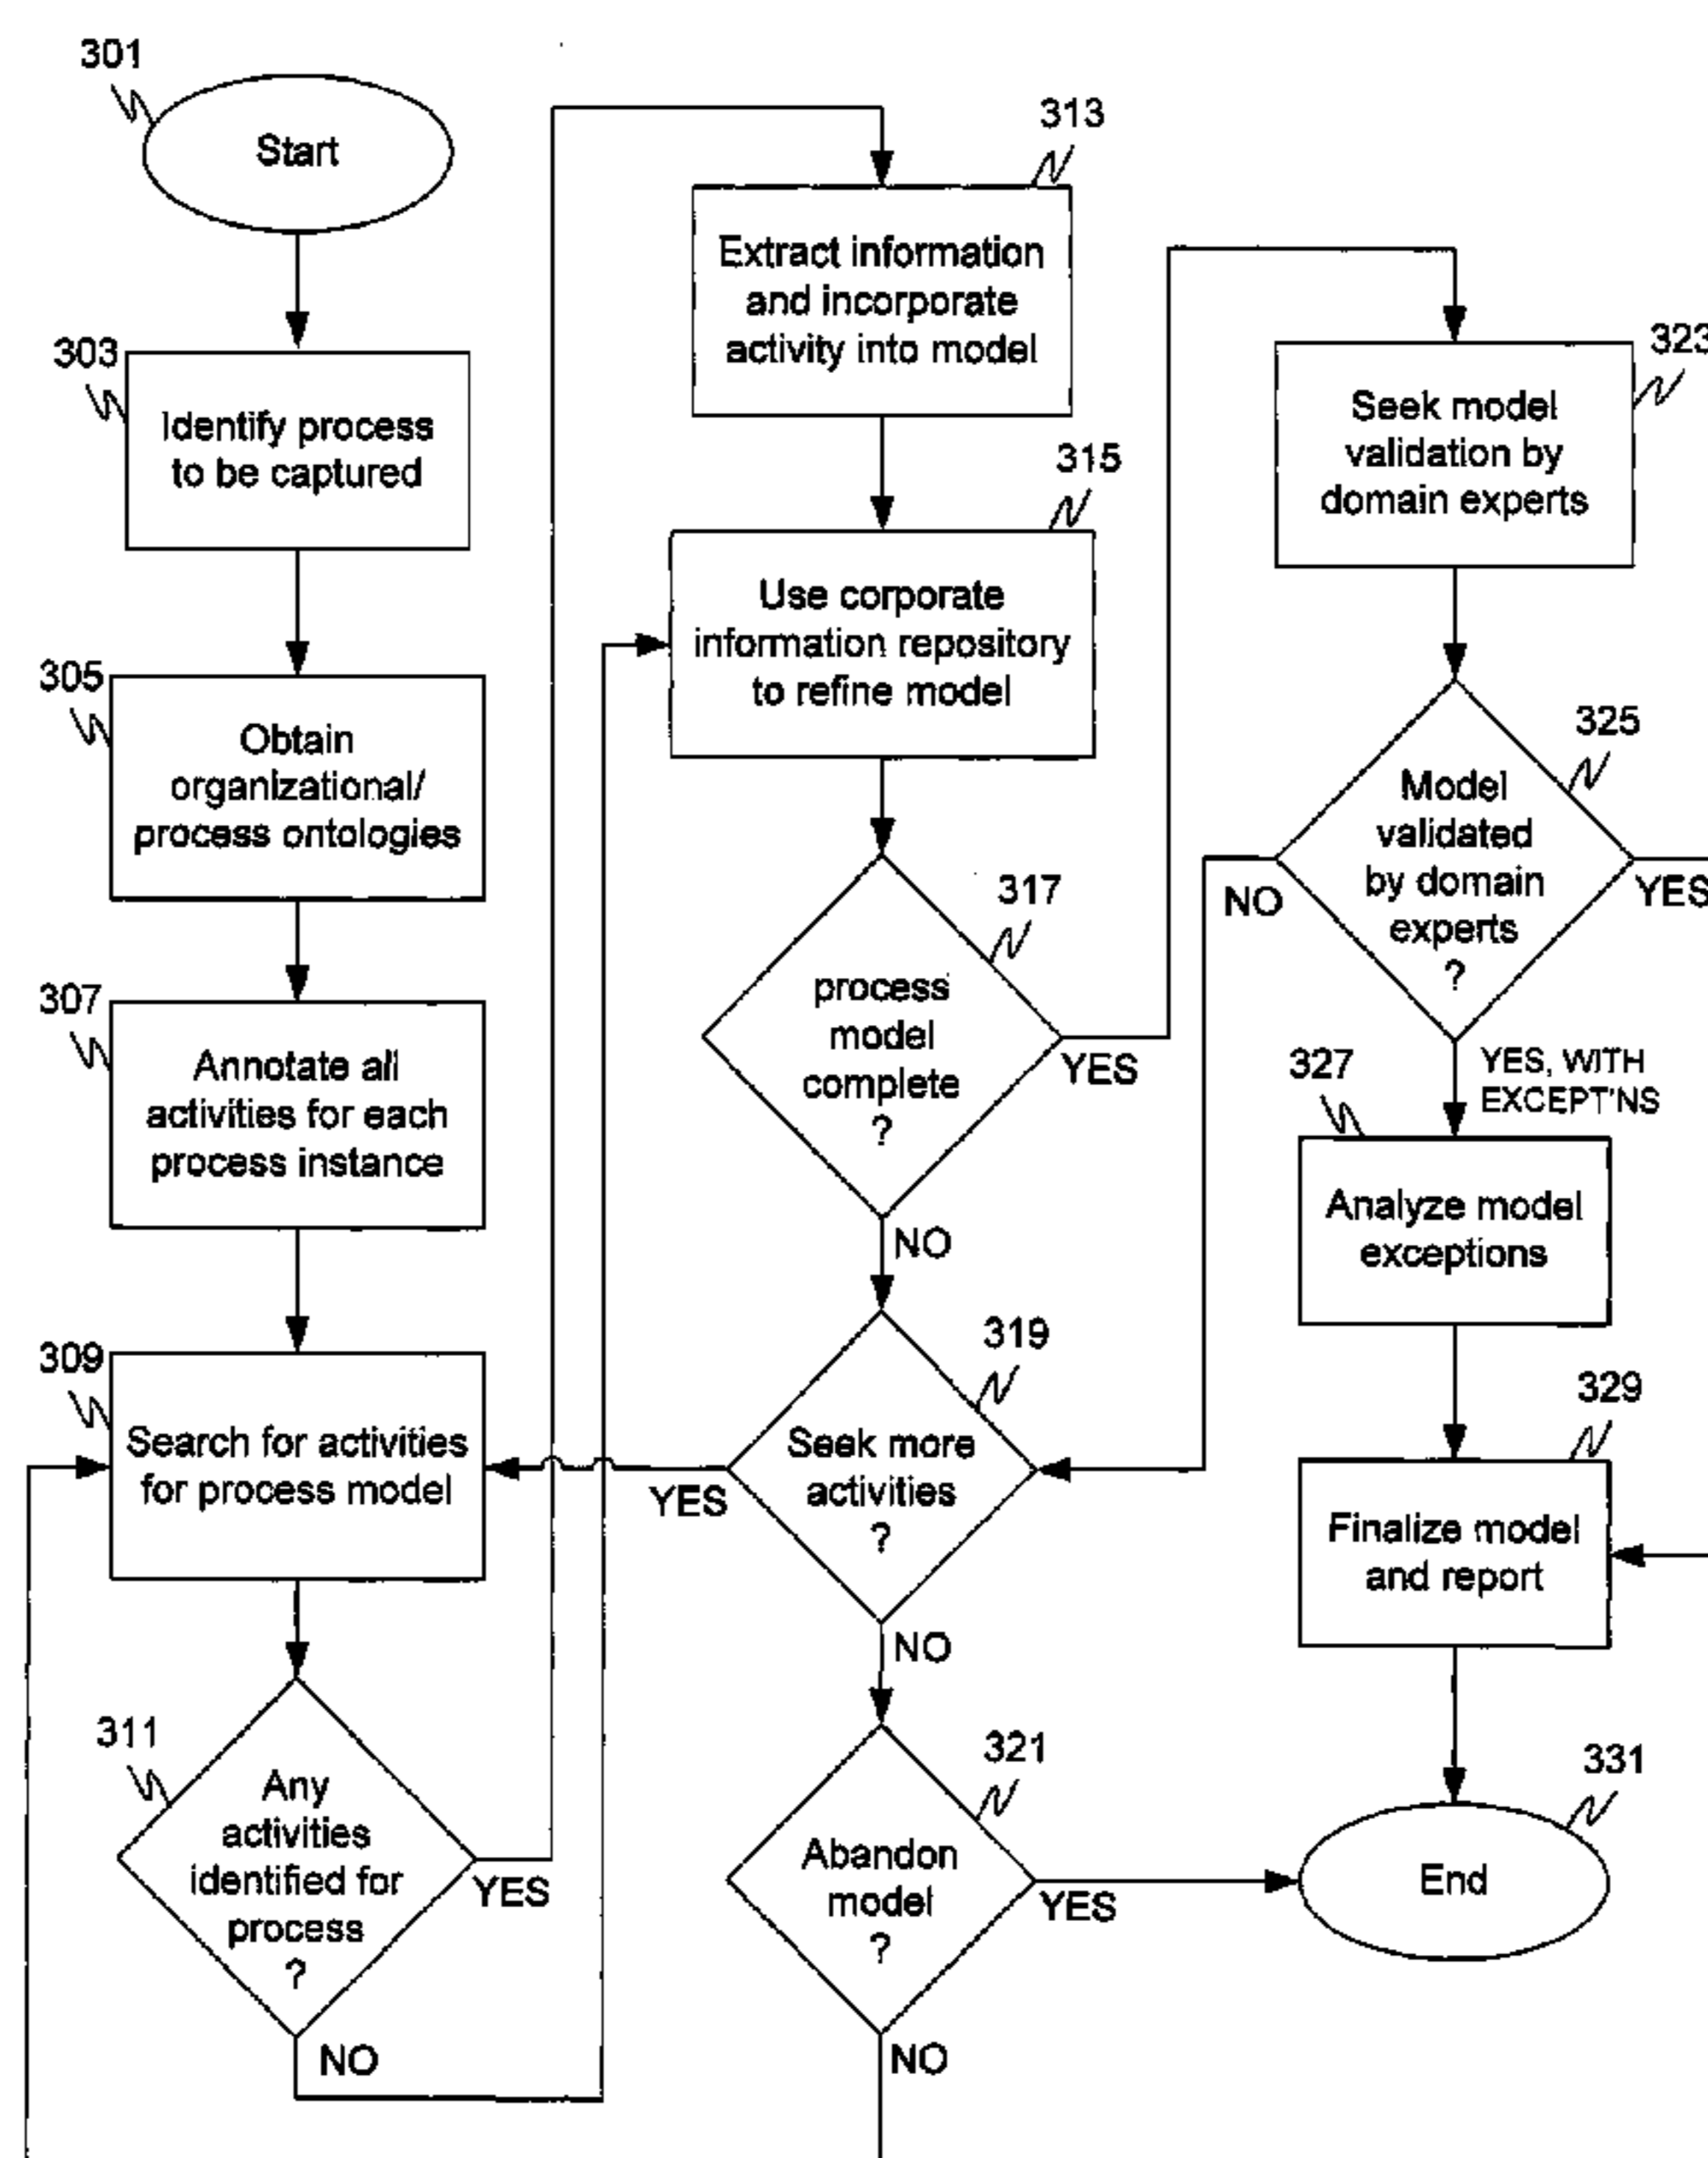 301
Start
303
Identify process
to be captured
305
Obtain
organizational/
process ontologies
307
Annotate all
activities for each
process instance
309
Search for activities
for process model
311
Any
activities
identified for
process
?
YES
NO
313
Extract information
and incorporate
activity into model
315
Use corporate
information repository
to refine model
317
process
model
complete
?
YES
NO
319
Seek more
activities
?
YES
NO
321
Abandon
model
?
YES
NO
323
Seek model
validation by
domain experts
325
Model
validated
by domain
experts
?
NO
YES
YES, WITH
EXCEPT'NS
327
Analyze model
exceptions
329
Finalize model
and report
331
End